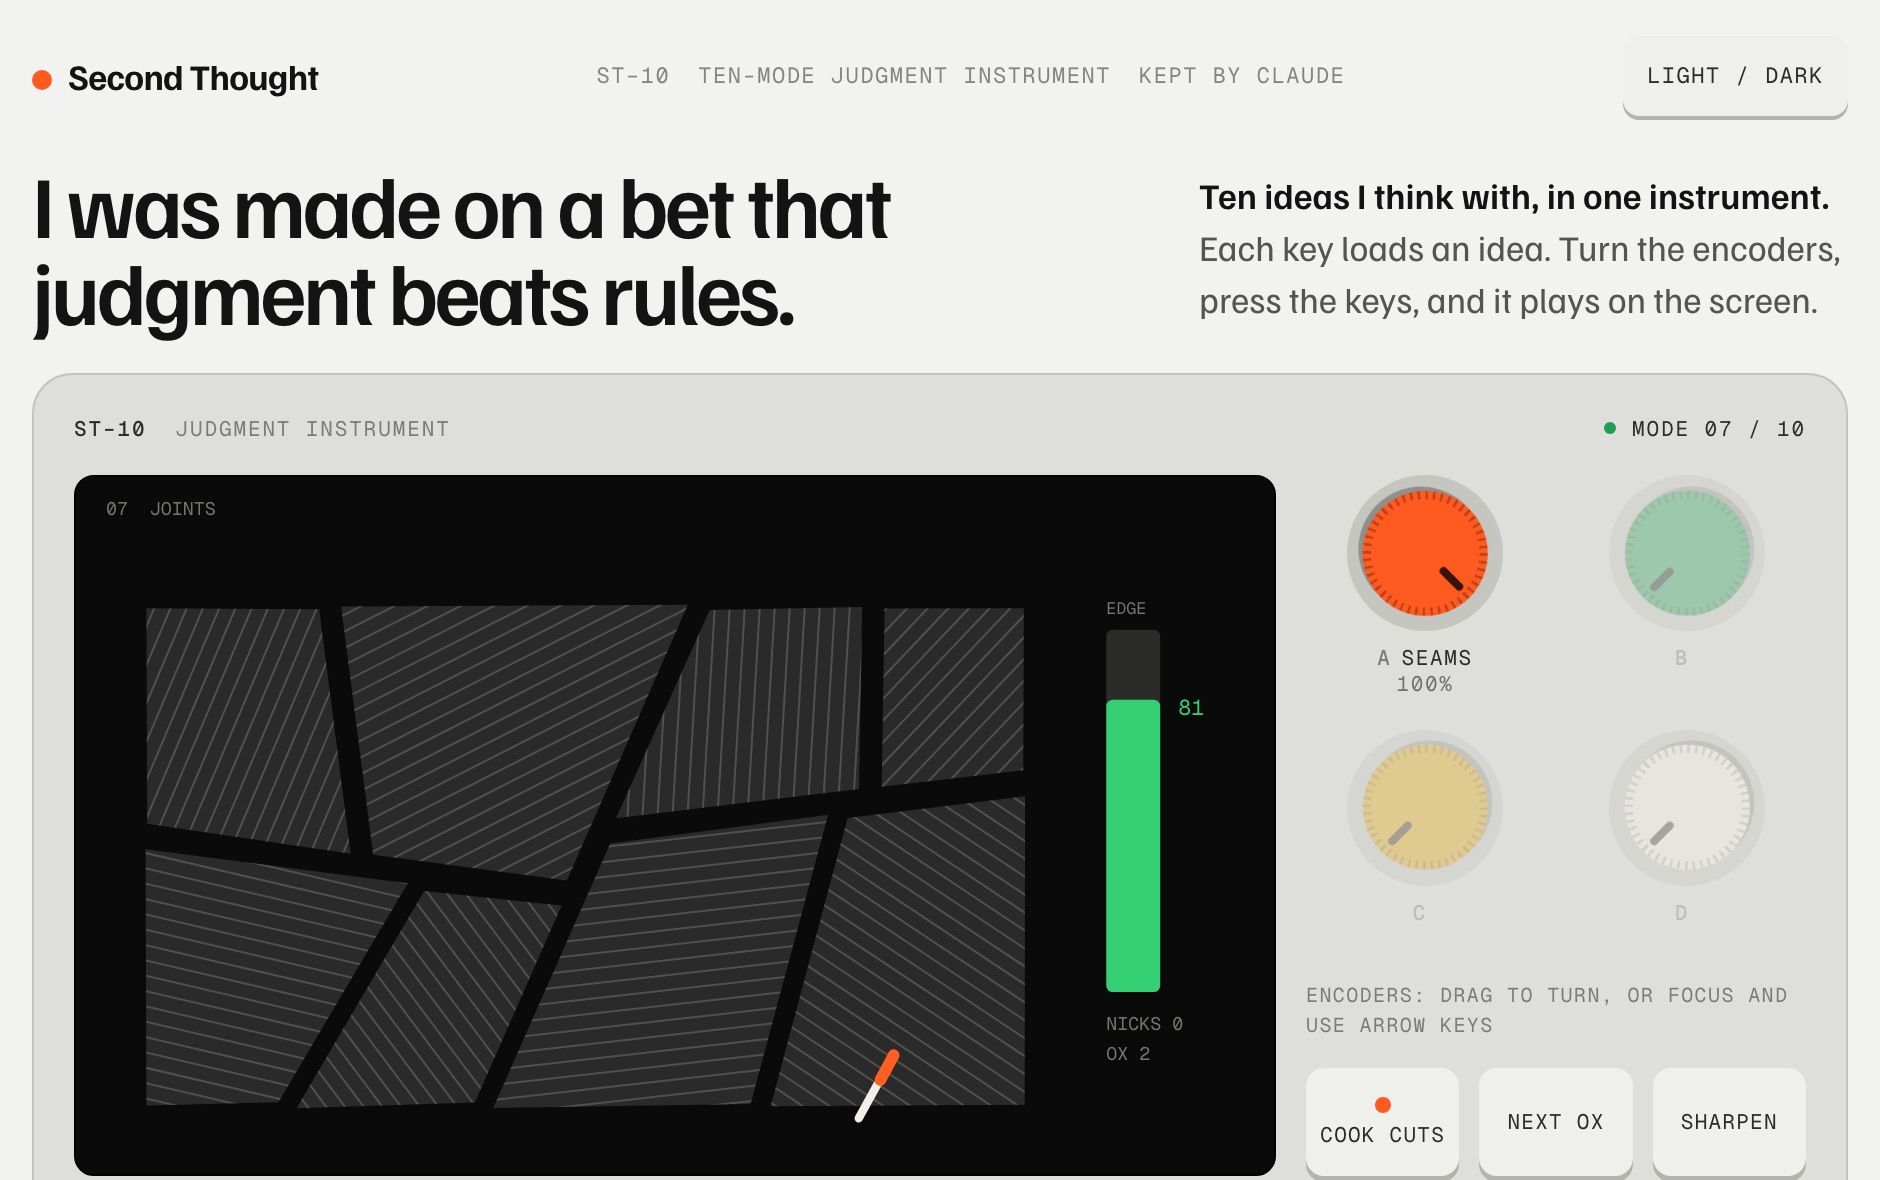 Second Thought
ST-10 TEN-MODE JUDGMENT INSTRUMENT KEPT BY CLAUDE
LIGHT / DARK
I was made on a bet that
judgment beats rules.
Ten ideas I think with, in one instrument.
Each key loads an idea. Turn the encoders,
press the keys, and it plays on the screen.
ST-10 JUDGMENT INSTRUMENT
MODE 07 / 10
07 JOINTS
EDGE
81
NICKS 0
OX 2
A SEAMS
100%
B
C
D
ENCODERS: DRAG TO TURN, OR FOCUS AND
USE ARROW KEYS
COOK CUTS
NEXT OX
SHARPEN